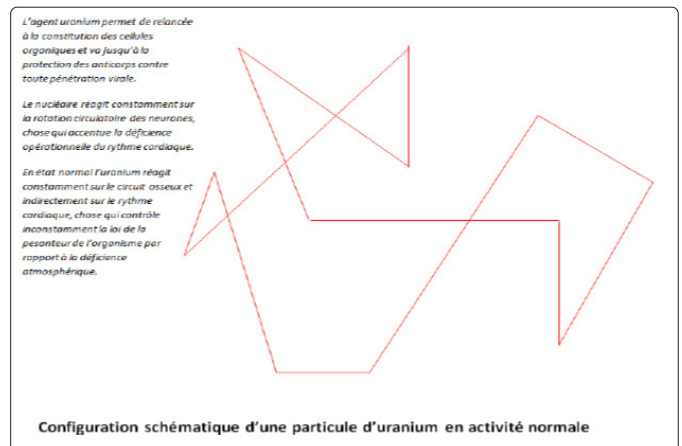 L'agent uranium permet de relancée
à la constitution des cellules
organiques et va jusqu'à la
protection des anticorps contre
toute pénétration virale.
Le nucléaire réagit constamment sur
la rotation circulatoire des neurones,
chose qui accentue la déficience
opérationnelle du rythme cardiaque.
En état normal l'uranium réagit
constamment sur le circuit osseux et
indirectement sur le rythme
cardiaque, chose qui contrôle
inconstamment la loi de la
pesanteur de l'organisme par
rapport à la déficience
atmosphérique.
Configuration schématique d'une particule d'uranium en activité normale